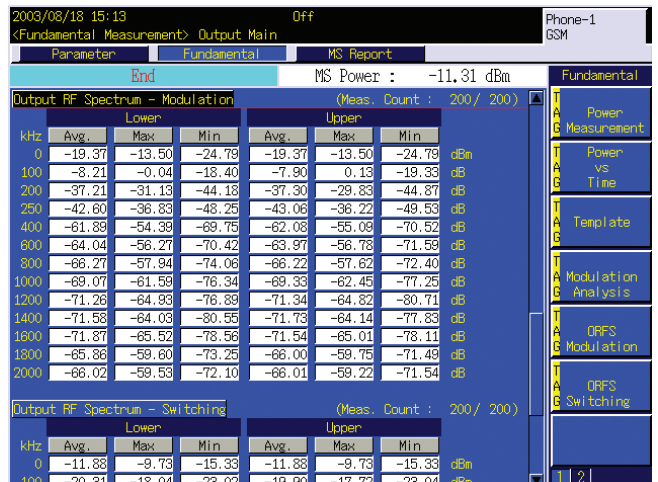 2003/08/18 15:13 Off
<Fundamental Measurement> Output Main
Phone-1
GSM
Parameter Fundamental MS Report
End MS Power : -11.31 dBm
Fundamental
Output RF Spectrum - Modulation (Meas. Count : 200/ 200)
Lower Upper
kHz Avg. Max Min Avg. Max Min
0 -19.37 -13.50 -24.79 -19.37 -13.50 -24.79 dBm
100 -8.21 -0.04 -18.40 -7.90 0.13 -19.33 dB
200 -37.21 -31.13 -44.18 -37.30 -29.83 -44.87 dB
250 -42.60 -36.83 -48.25 -43.06 -36.22 -49.53 dB
400 -61.89 -54.39 -69.75 -62.08 -55.09 -70.52 dB
600 -64.04 -56.27 -70.42 -63.97 -56.78 -71.59 dB
800 -66.27 -57.94 -74.06 -66.22 -57.62 -72.40 dB
1000 -69.07 -61.59 -76.34 -69.33 -62.45 -77.25 dB
1200 -71.26 -64.93 -76.89 -71.34 -64.82 -80.71 dB
1400 -71.58 -64.03 -80.55 -71.73 -64.14 -77.83 dB
1600 -71.87 -65.52 -78.56 -71.54 -65.01 -78.11 dB
1800 -65.86 -59.60 -73.25 -66.00 -59.75 -71.49 dB
2000 -66.02 -59.53 -72.10 -66.01 -59.22 -71.54 dB
Output RF Spectrum - Switching (Meas. Count : 200/ 200)
Lower Upper
kHz Avg. Max Min Avg. Max Min
0 -11.88 -9.73 -15.33 -11.88 -9.73 -15.33 dBm
TAG
Power
Measurement
TAG
Power
vs
Time
TAG
Template
TAG
Modulation
Analysis
TAG
ORFS
Modulation
TAG
ORFS
Switching
1 2